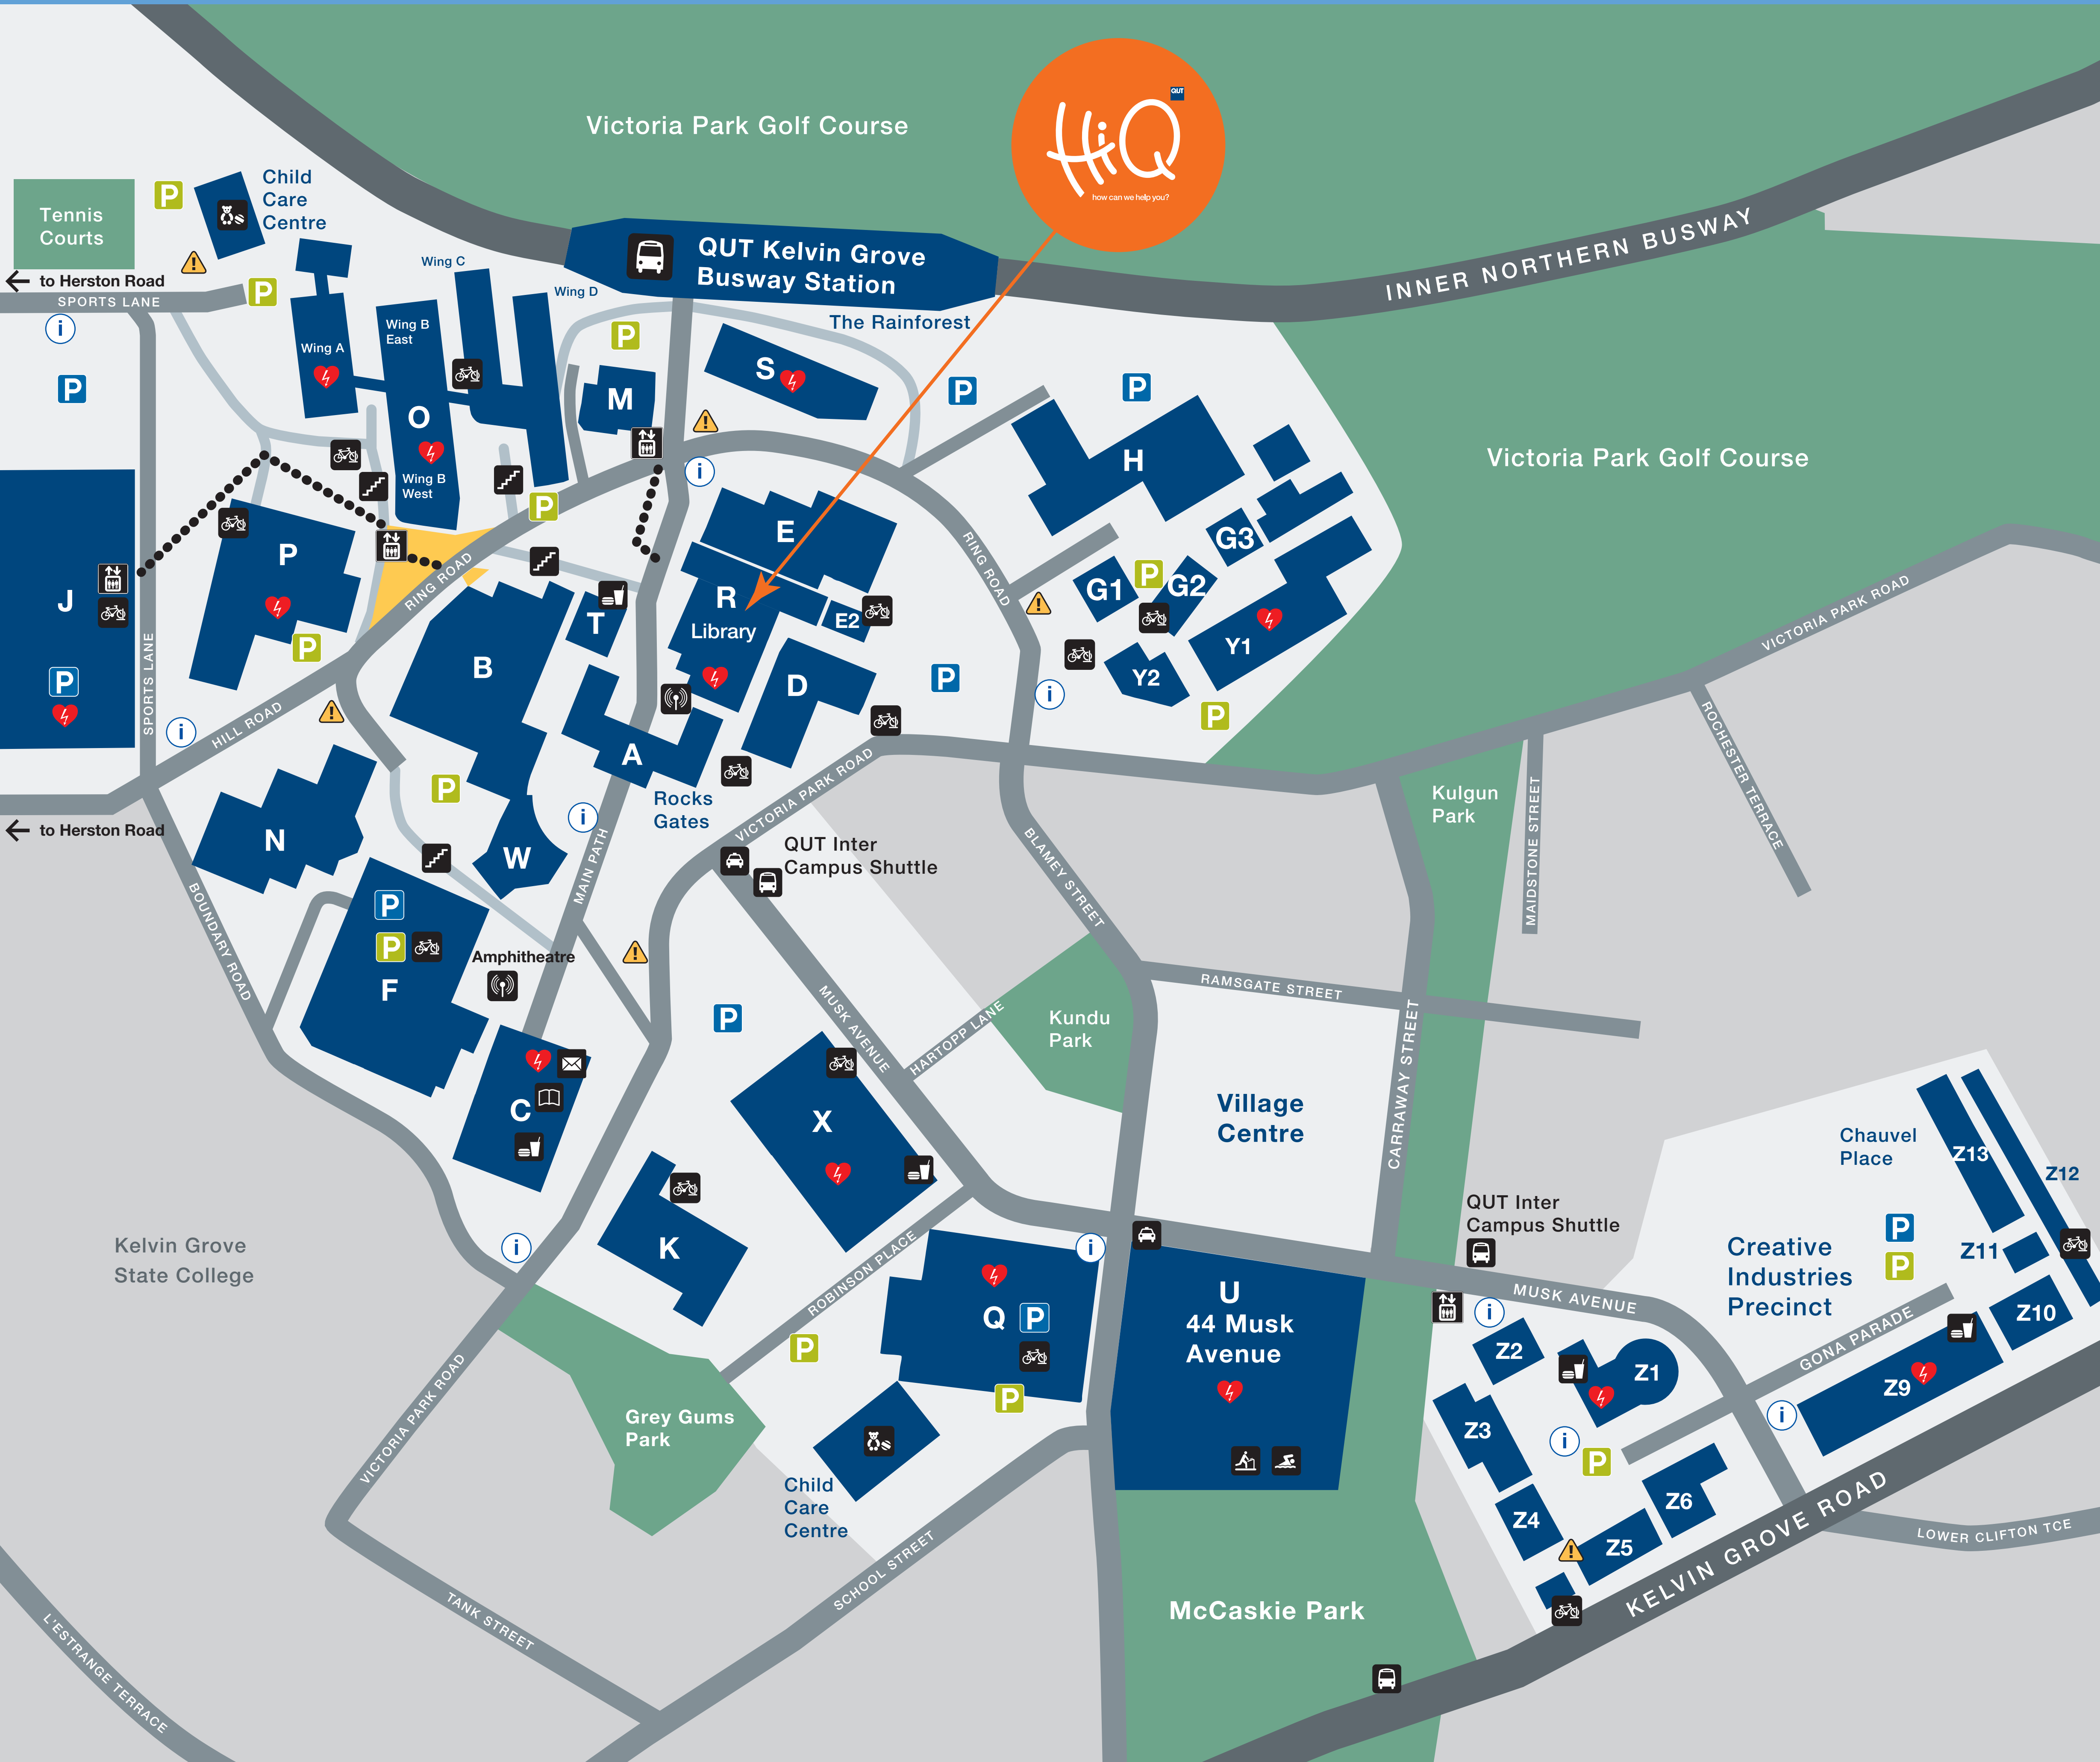 Victoria Park Golf Course
QUT
HiQ
how can we help you?
Tennis
Courts
P
Child
Care
Centre
to Herston Road
SPORTS LANE
P
i
P
Wing C
Wing D
Wing A
Wing B
East
O
Wing B
West
QUT Kelvin Grove
Busway Station
The Rainforest
INNER NORTHERN BUSWAY
P
M
S
P
P
i
P
H
Victoria Park Golf Course
J
P
SPORTS LANE
P
P
RING ROAD
HILL ROAD
i
E
R
Library
E2
T
B
D
A
P
RING ROAD
G1
P
G2
G3
Y1
Y2
i
P
VICTORIA PARK ROAD
ROCHESTER TERRACE
MAIDSTONE STREET
Kulgun
Park
to Herston Road
N
P
W
i
MAIN PATH
Rocks
Gates
VICTORIA PARK ROAD
QUT Inter
Campus Shuttle
BLAMEY STREET
BOUNDARY ROAD
P
P
F
Amphitheatre
C
P
MUSK AVENUE
HARTOPP LANE
Kundu
Park
RAMSGATE STREET
CARRAWAY STREET
Village
Centre
X
K
i
ROBINSON PLACE
Kelvin Grove
State College
P
Q
P
P
i
U
44 Musk
Avenue
QUT Inter
Campus Shuttle
i
MUSK AVENUE
Chauvel
Place
Z13
Z12
Z11
Z10
P
P
Creative
Industries
Precinct
GONA PARADE
Z9
i
Z2
Z1
Z3
i
P
Z4
Z5
Z6
KELVIN GROVE ROAD
LOWER CLIFTON TCE
VICTORIA PARK ROAD
Grey Gums
Park
Child
Care
Centre
SCHOOL STREET
TANK STREET
L'ESTRANGE TERRACE
McCaskie Park